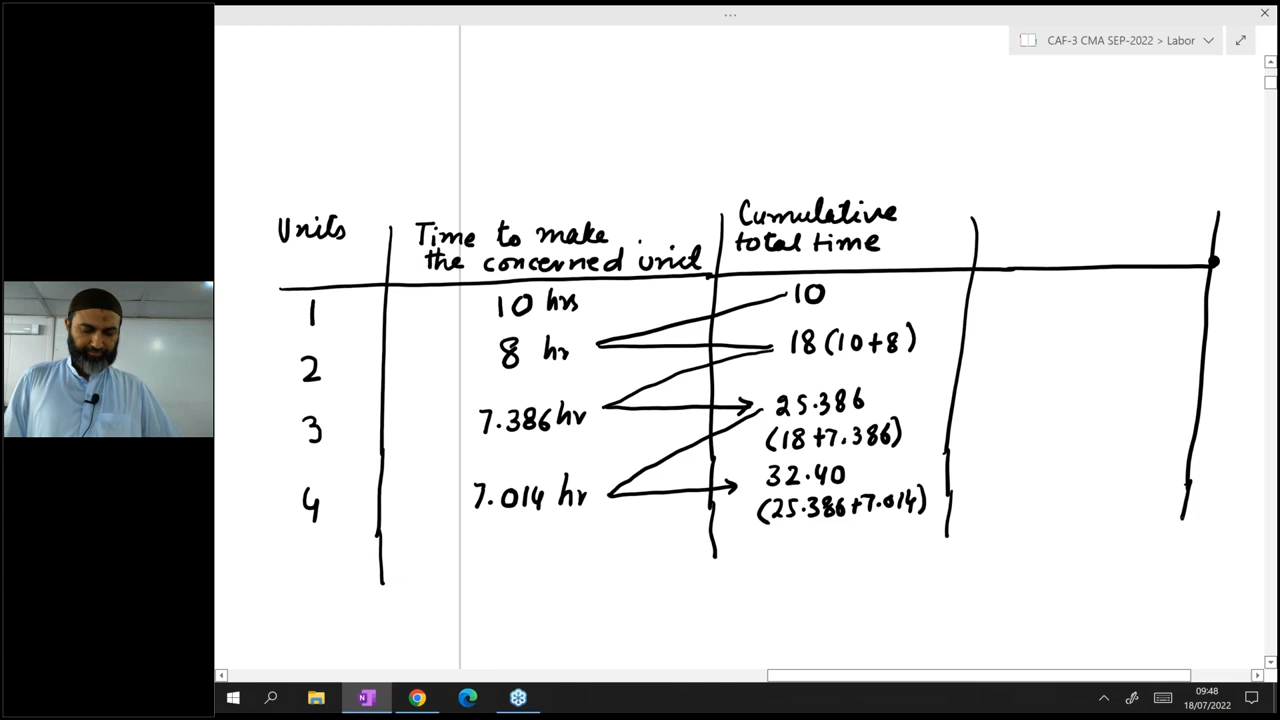 CAF-3 CMA SEP-2022 > Labor
Units
Time to make
the concerned unit
Cumulative
total time
1
10 hrs
10
2
8 hr
18 (10+8)
3
7.386 hr
25.386
(18+7.386)
4
7.014 hr
32.40
(25.386+7.014)
09:48
18/07/2022